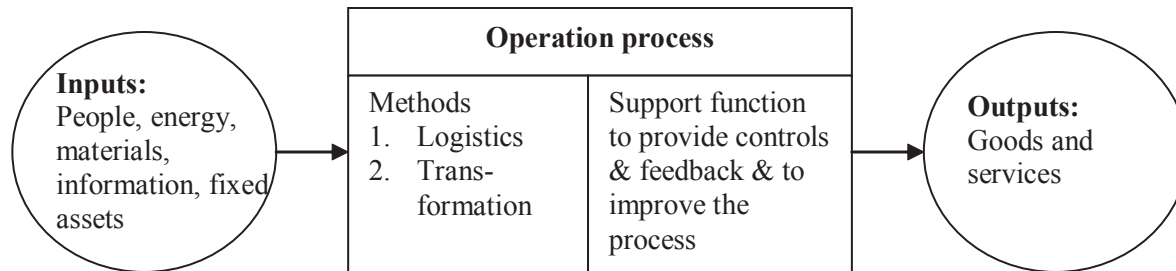 Inputs:
People, energy,
materials,
information, fixed
assets
Operation process
Methods
1. Logistics
2. Trans-
formation
Support function
to provide controls
& feedback & to
improve the
process
Outputs:
Goods and
services